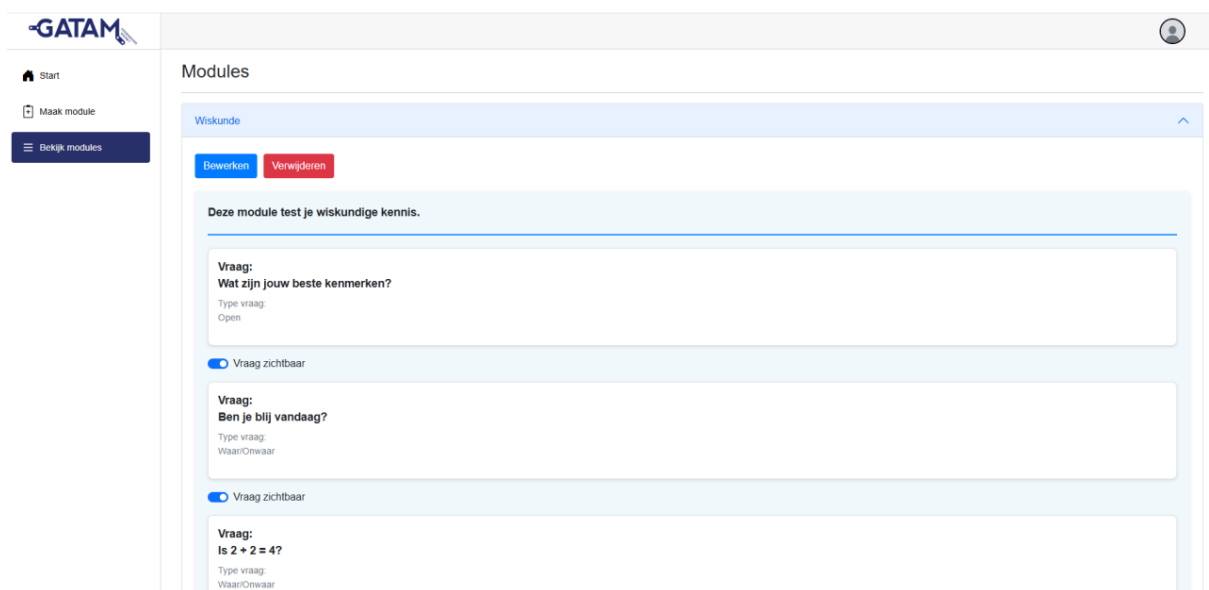 GATAM
Start
Maak module
Bekijk modules
Modules
Wiskunde
Bewerken Verwijderen
Deze module test je wiskundige kennis.
Vraag:
Wat zijn jouw beste kenmerken?
Type vraag:
Open
Vraag zichtbaar
Vraag:
Ben je blij vandaag?
Type vraag:
Waar/Onwaar
Vraag zichtbaar
Vraag:
Is 2 + 2 = 4?
Type vraag:
Waar/Onwaar